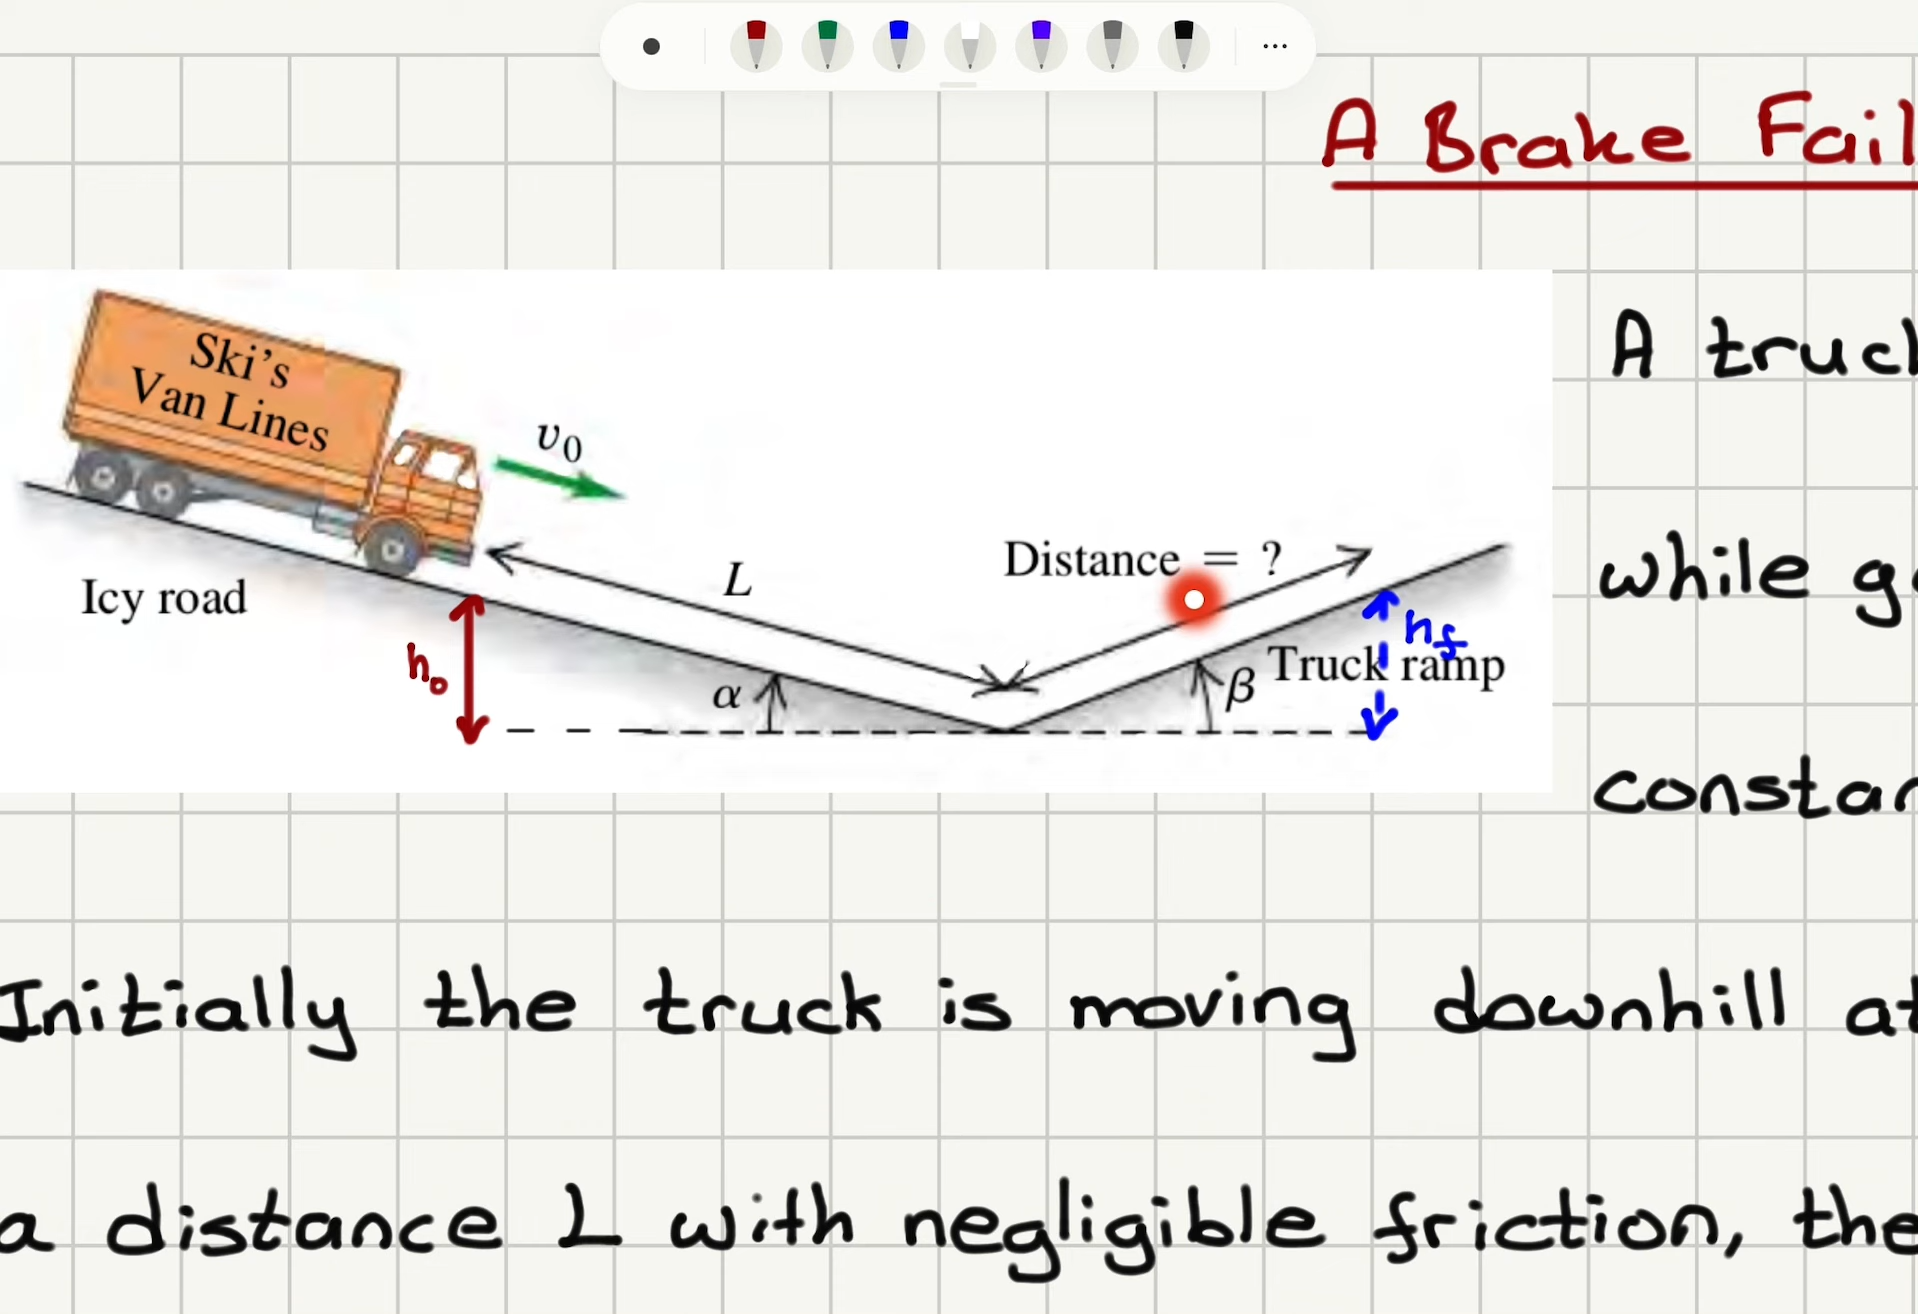 A Brake Fail
Ski's
Van Lines
v0
A truck
Distance = ?
L
Icy road
while g
h0
hf
α
β
Truck ramp
constan
Initially the truck is moving downhill at
a distance L with negligible friction, the